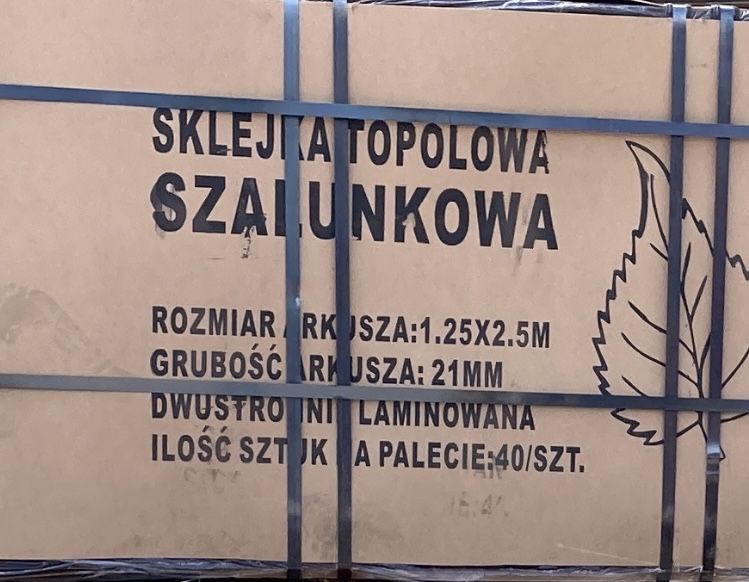 SKLEJKA TOPOLOWA
SZALUNKOWA
ROZMIAR ARKUSZA:1.25X2.5M
GRUBOŚĆ ARKUSZA: 21MM
DWUSTRONNIE LAMINOWANA
ILOŚĆ SZTUK NA PALECIE:40/SZT.